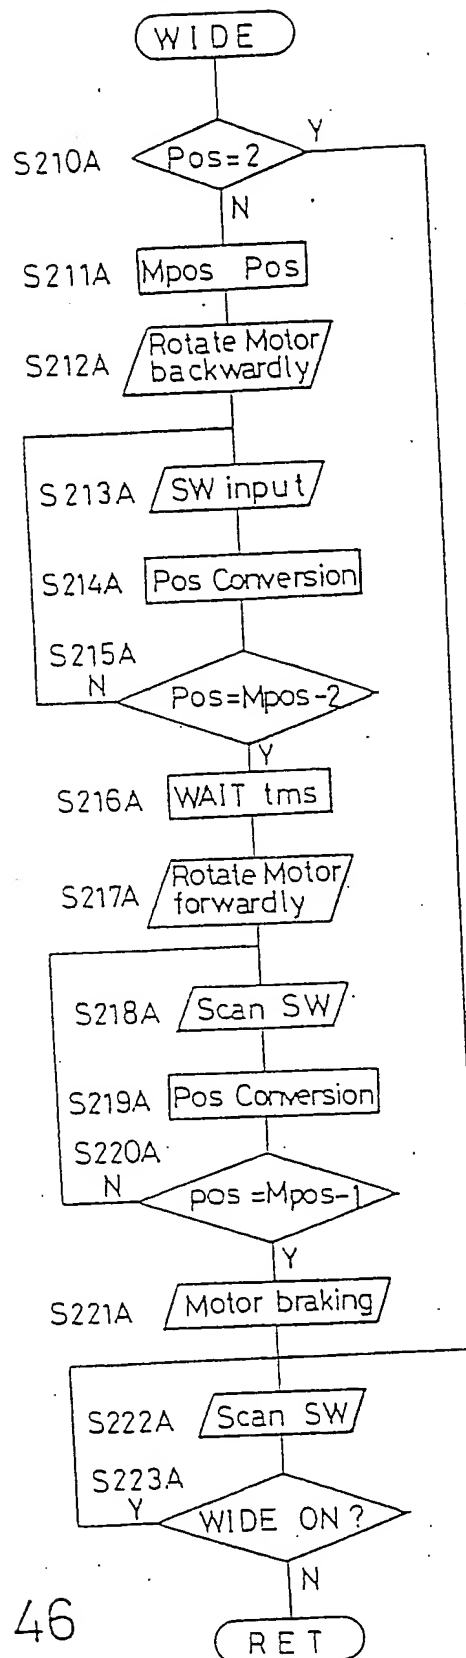 WIDE
Y
S210A
Pos=2
N
S211A
Mpos Pos
S212A
Rotate Motor
backwardly
S213A
SW input
S214A
Pos Conversion
S215A
N
Pos=Mpos-2
Y
S216A
WAIT tms
S217A
Rotate Motor
forwardly
S218A
Scan SW
S219A
Pos Conversion
S220A
N
pos =Mpos-1
Y
S221A
Motor braking
S222A
Scan SW
S223A
Y
WIDE ON?
N
46
RET